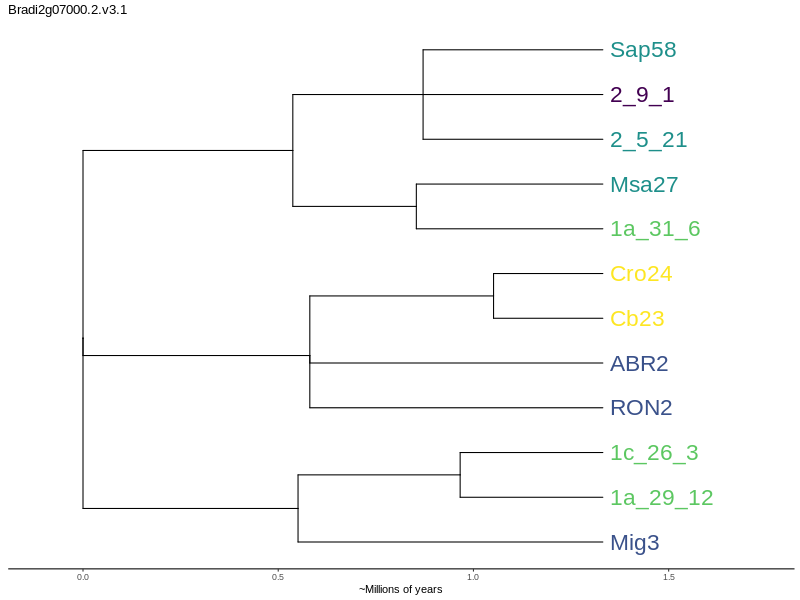 Bradi2g07000.2.v3.1
Sap58
2_9_1
2_5_21
Msa27
1a_31_6
Cro24
Cb23
ABR2
RON2
1c_26_3
1a_29_12
Mig3
0.0 0.5 1.0 1.5
~Millions of years